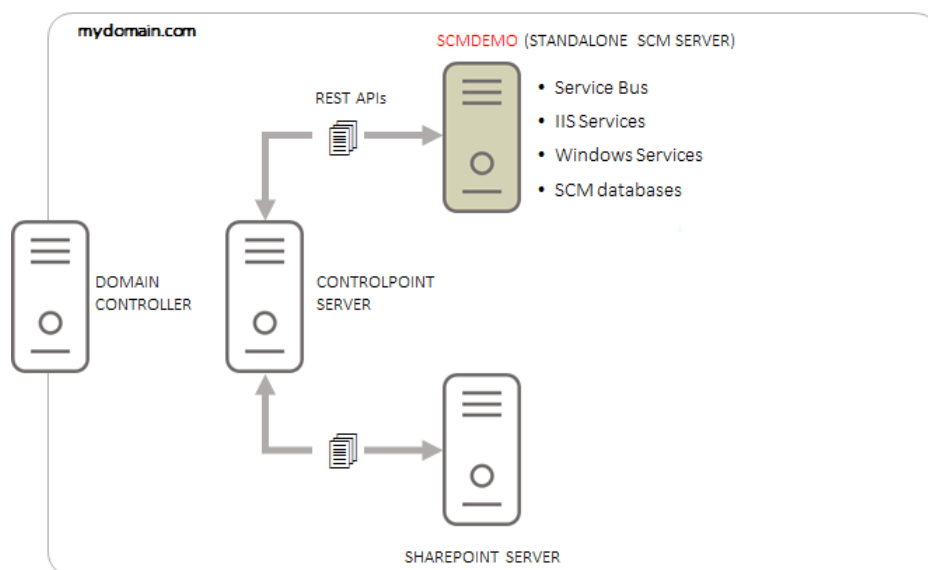 mydomain.com
SCMDEMO (STANDALONE SCM SERVER)
REST APIs
• Service Bus
• IIS Services
• Windows Services
• SCM databases
DOMAIN
CONTROLLER
CONTROLPOINT
SERVER
SHAREPOINT SERVER